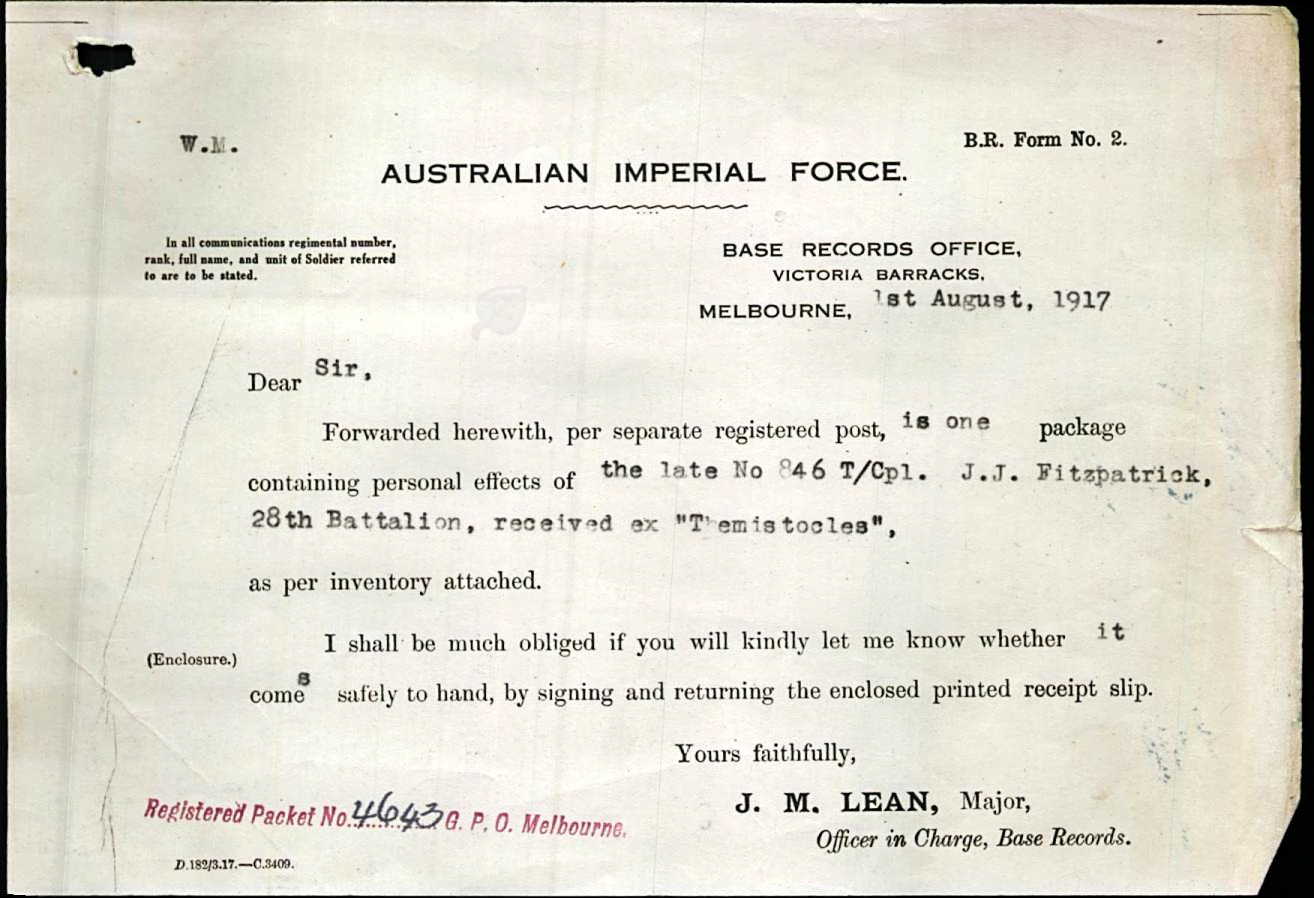 W.M.
B.R. Form No. 2.
AUSTRALIAN IMPERIAL FORCE.
In all communications regimental number,
rank, full name, and unit of Soldier referred
to are to be stated.
BASE RECORDS OFFICE,
VICTORIA BARRACKS,
MELBOURNE, 1st August, 1917
Dear Sir,
Forwarded herewith, per separate registered post, is one package
containing personal effects of the late No 846 T/Cpl. J.J. Fitzpatrick,
28th Battalion, received ex "Themistocles",
as per inventory attached.
I shall be much obliged if you will kindly let me know whether it
(Enclosure.)
comes safely to hand, by signing and returning the enclosed printed receipt slip.
Yours faithfully,
J. M. LEAN, Major,
Officer in Charge, Base Records.
Registered Packet No. 4643 G. P. O. Melbourne.
D.182/3.17.—C.3409.